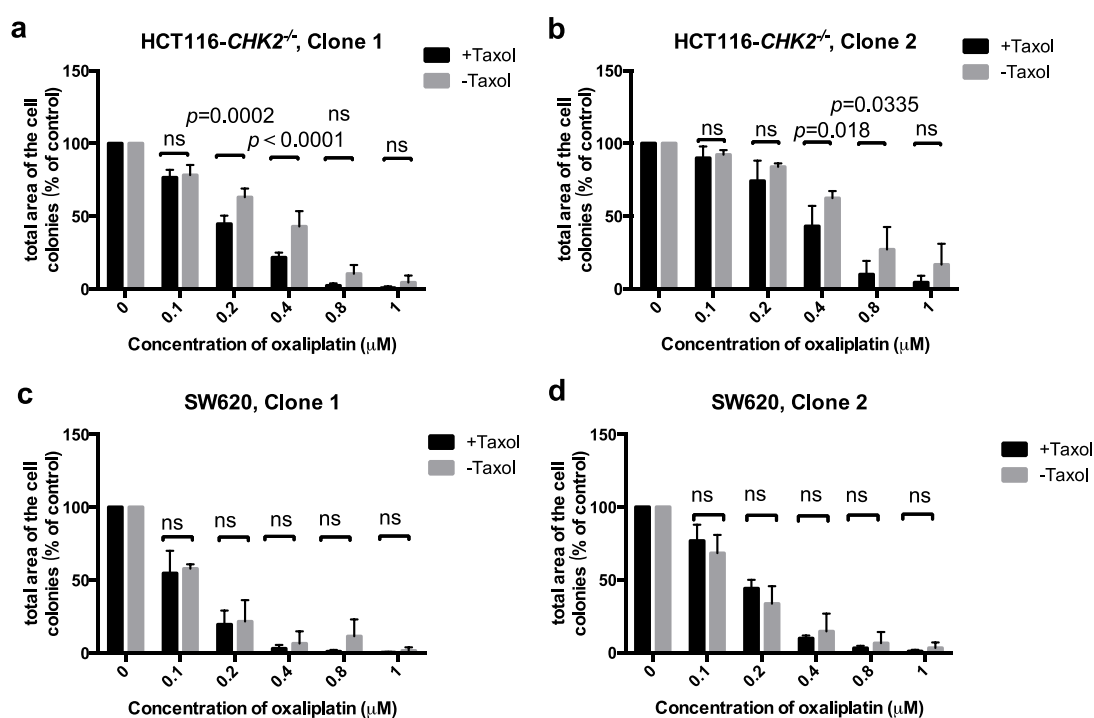 a
HCT116-CHK2-/-, Clone 1
+Taxol
-Taxol
total area of the cell
colonies (% of control)
150
100
50
0
p=0.0002
ns
ns
p < 0.0001
ns
0
0.1
0.2
0.4
0.8
1
Concentration of oxaliplatin (μM)
b
HCT116-CHK2-/-, Clone 2
+Taxol
-Taxol
total area of the cell
colonies (% of control)
150
100
50
0
p=0.0335
ns
ns
p=0.018
ns
0
0.1
0.2
0.4
0.8
1
Concentration of oxaliplatin (μM)
c
SW620, Clone 1
+Taxol
-Taxol
total area of the cell
colonies (% of control)
150
100
50
0
ns
ns
ns
ns
ns
0
0.1
0.2
0.4
0.8
1
Concentration of oxaliplatin (μM)
d
SW620, Clone 2
+Taxol
-Taxol
total area of the cell
colonies (% of control)
150
100
50
0
ns
ns
ns
ns
ns
0
0.1
0.2
0.4
0.8
1
Concentration of oxaliplatin (μM)